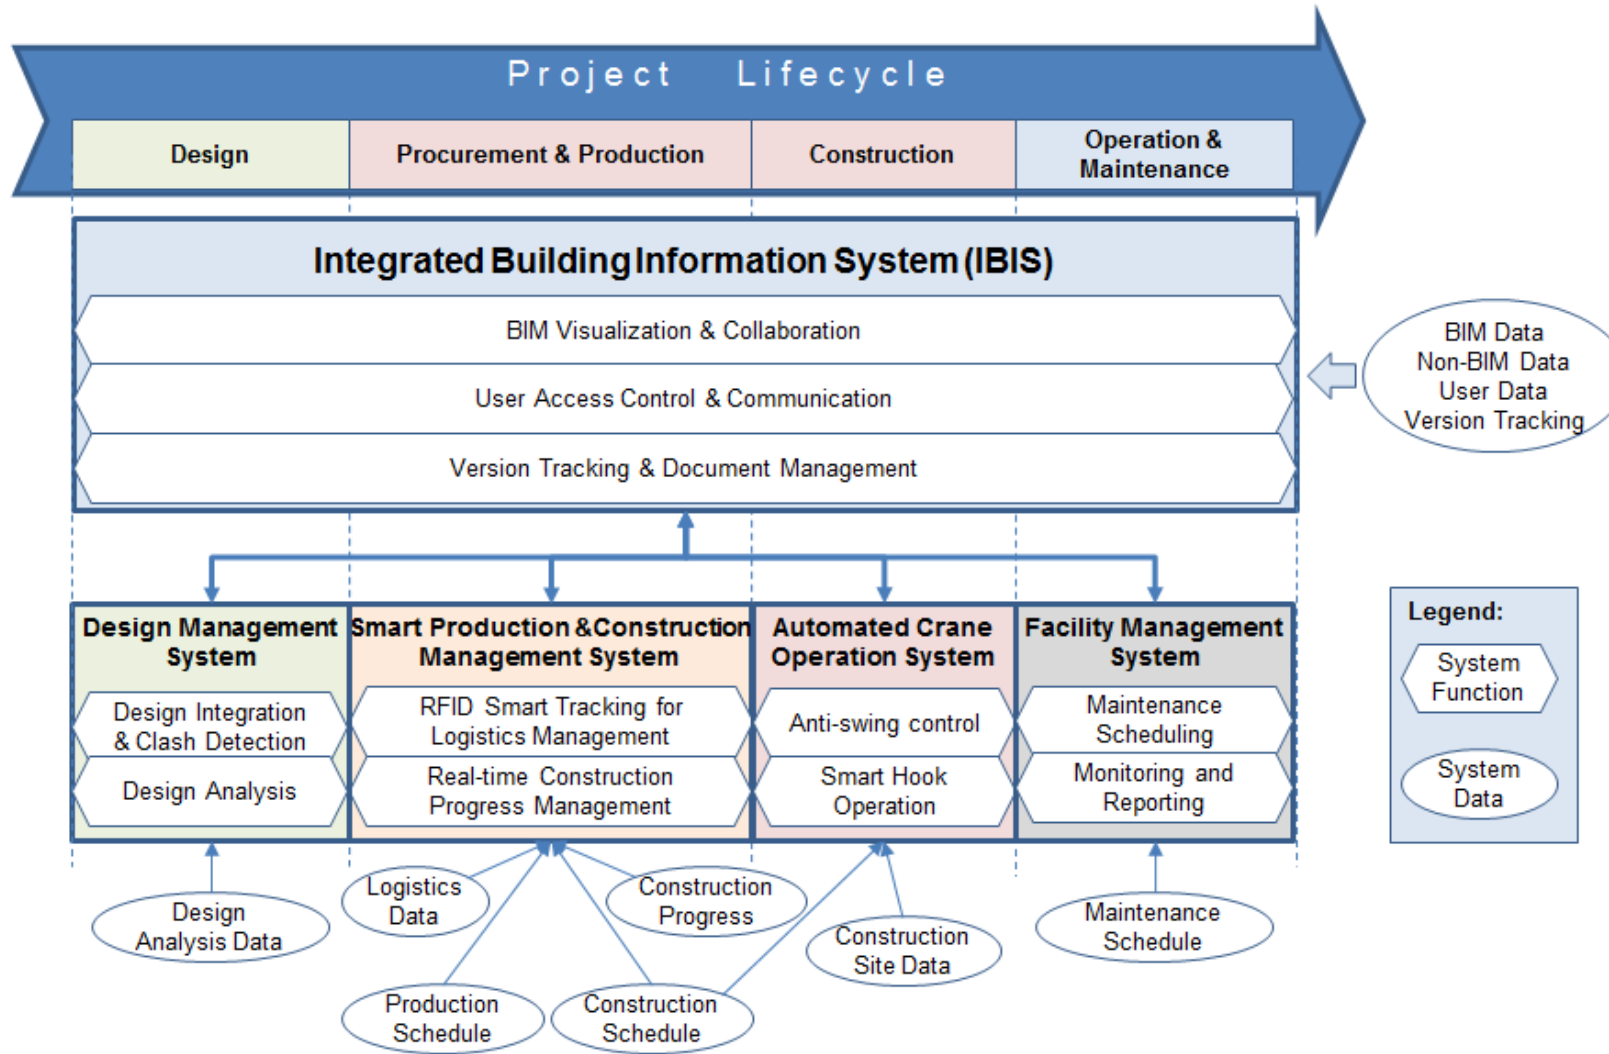 Project Lifecycle
Design
Procurement & Production
Construction
Operation &
Maintenance
Integrated Building Information System (IBIS)
BIM Visualization & Collaboration
User Access Control & Communication
Version Tracking & Document Management
BIM Data
Non-BIM Data
User Data
Version Tracking
Design Management
System
Design Integration
& Clash Detection
Design Analysis
Smart Production &Construction
Management System
RFID Smart Tracking for
Logistics Management
Real-time Construction
Progress Management
Automated Crane
Operation System
Anti-swing control
Smart Hook
Operation
Facility Management
System
Maintenance
Scheduling
Monitoring and
Reporting
Legend:
System
Function
System
Data
Design
Analysis Data
Logistics
Data
Construction
Progress
Production
Schedule
Construction
Schedule
Construction
Site Data
Maintenance
Schedule